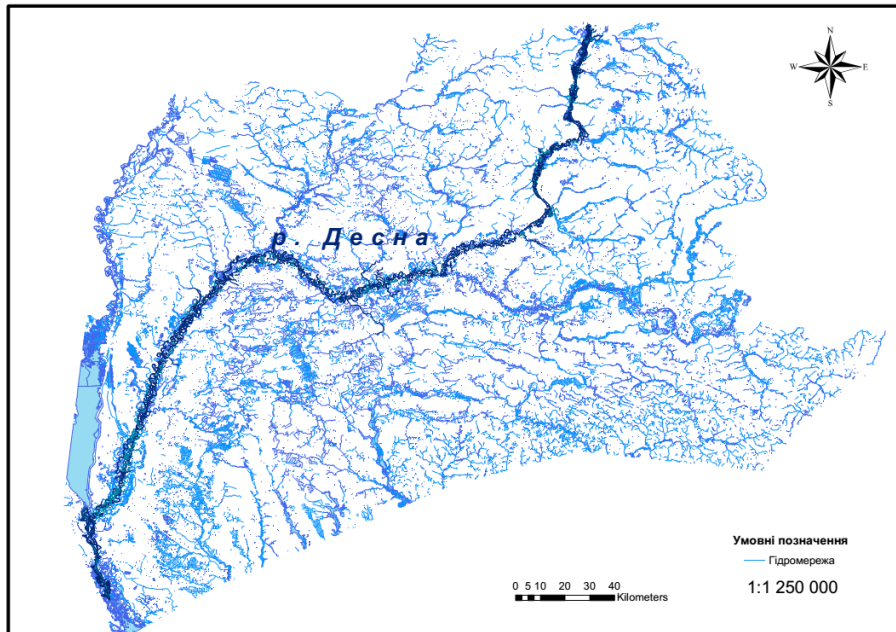 N
W E
S
р. Десна
Умовні позначення
Гідромережа
0 5 10 20 30 40
Kilometers
1:1 250 000